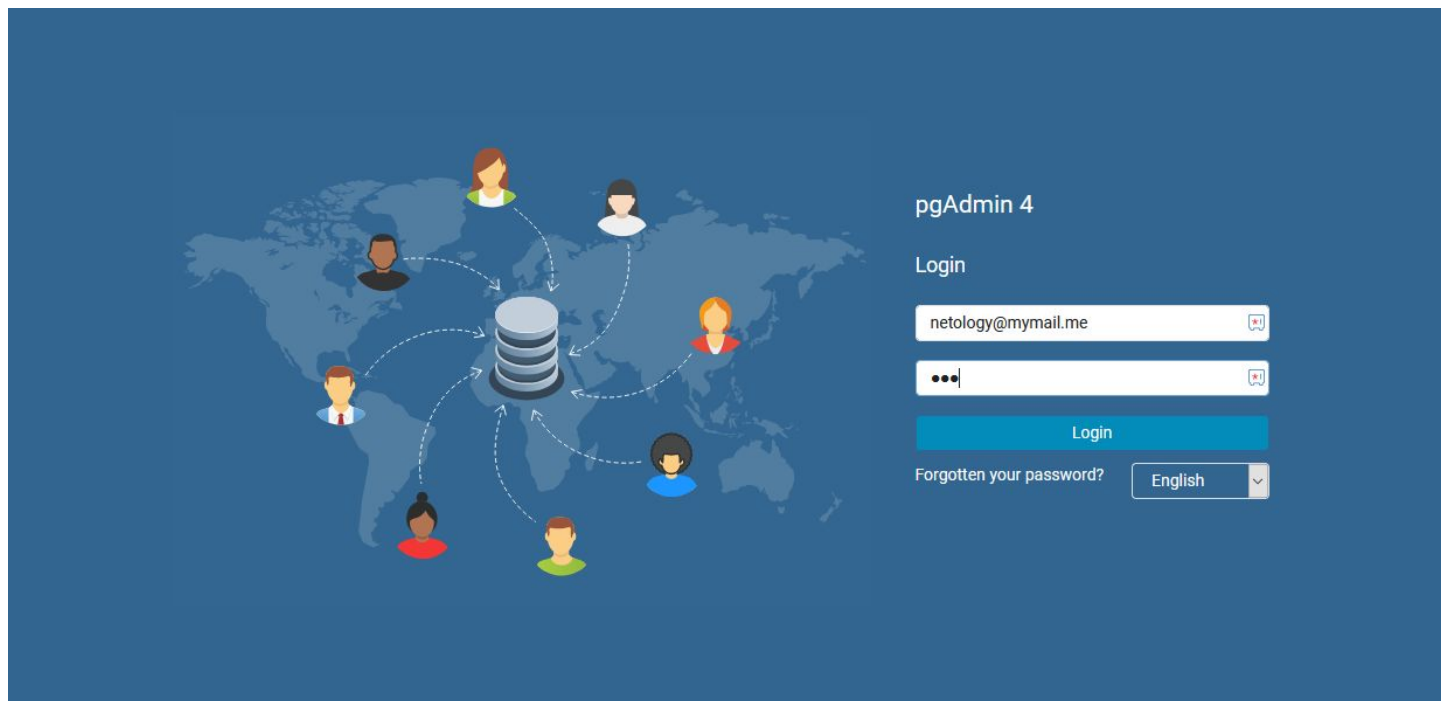 pgAdmin 4
Login
netology@mymail.me
•••
Login
Forgotten your password?
English